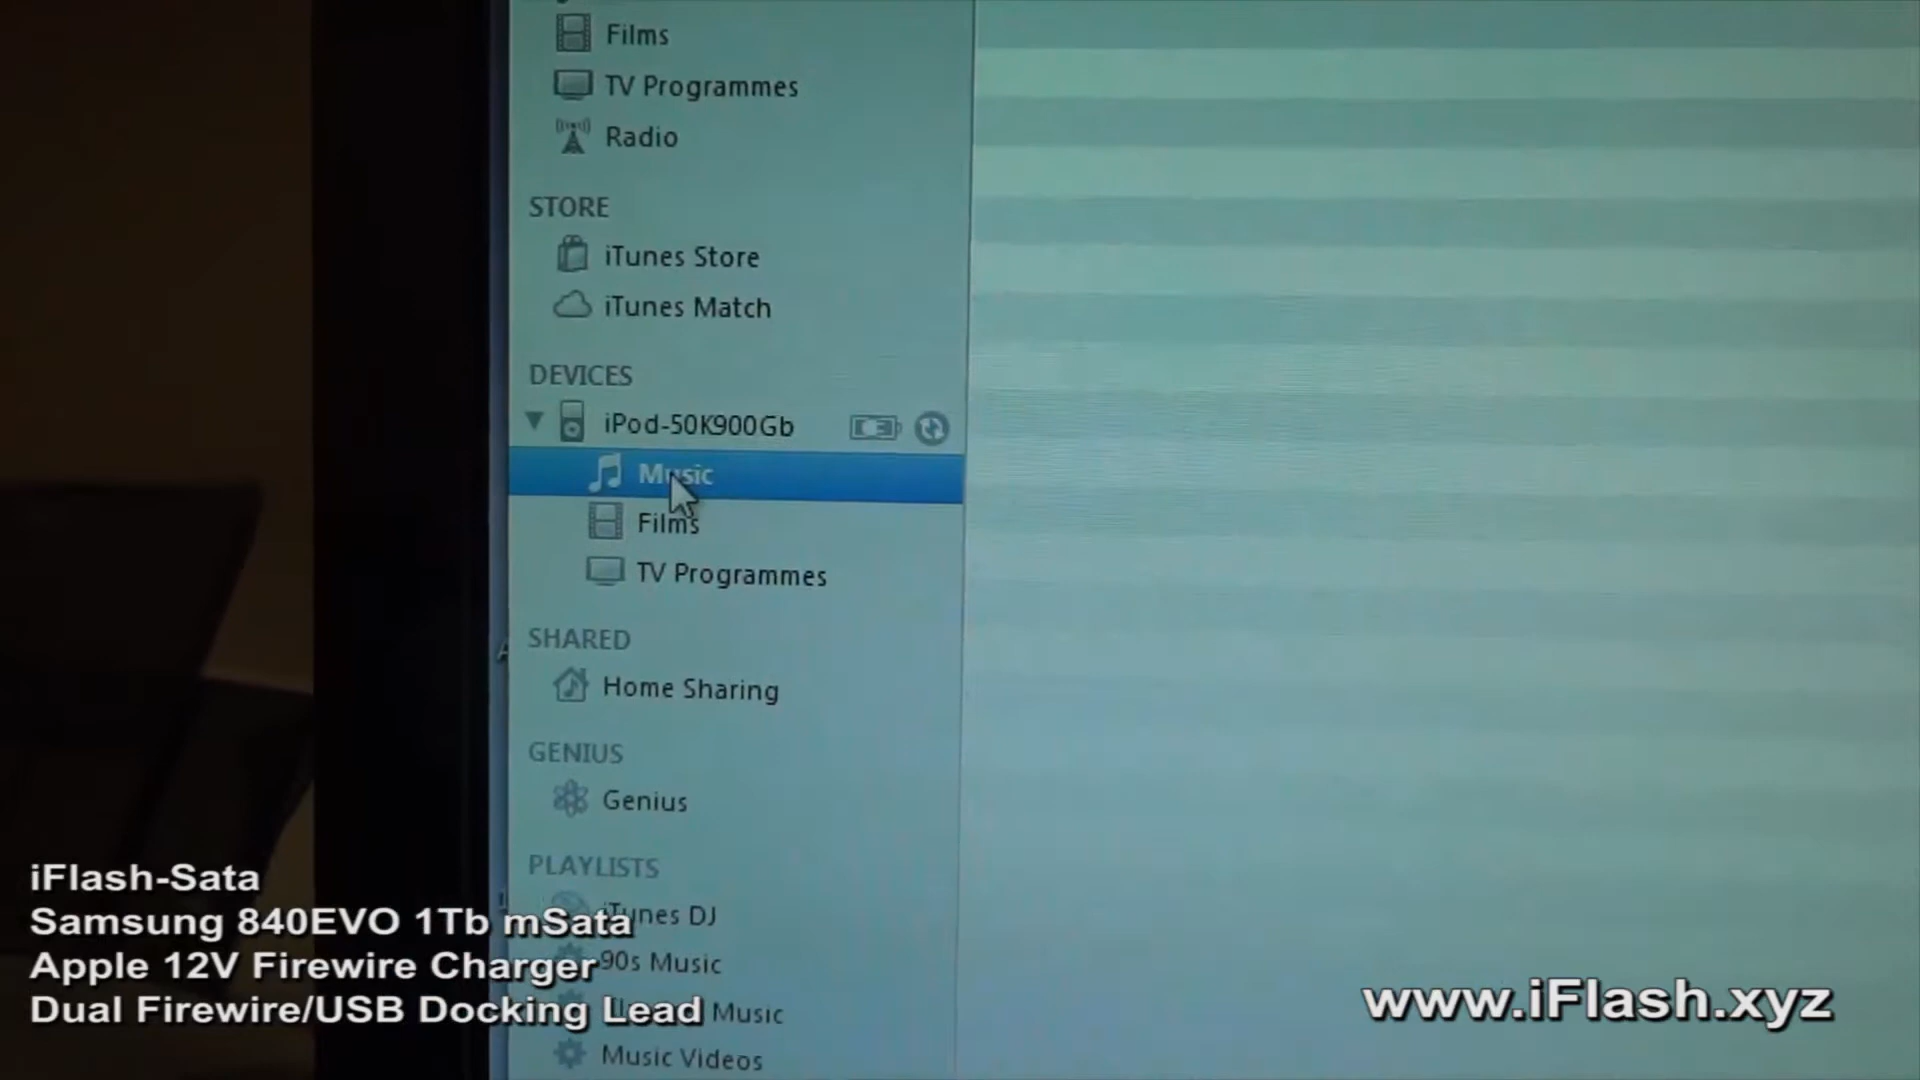 Films
TV Programmes
Radio
STORE
iTunes Store
iTunes Match
DEVICES
iPod-50K900Gb
Music
Films
TV Programmes
SHARED
Home Sharing
GENIUS
Genius
PLAYLISTS
iTunes DJ
90s Music
Music
Music Videos
iFlash-Sata
Samsung 840EVO 1Tb mSata
Apple 12V Firewire Charger
Dual Firewire/USB Docking Lead
www.iFlash.xyz